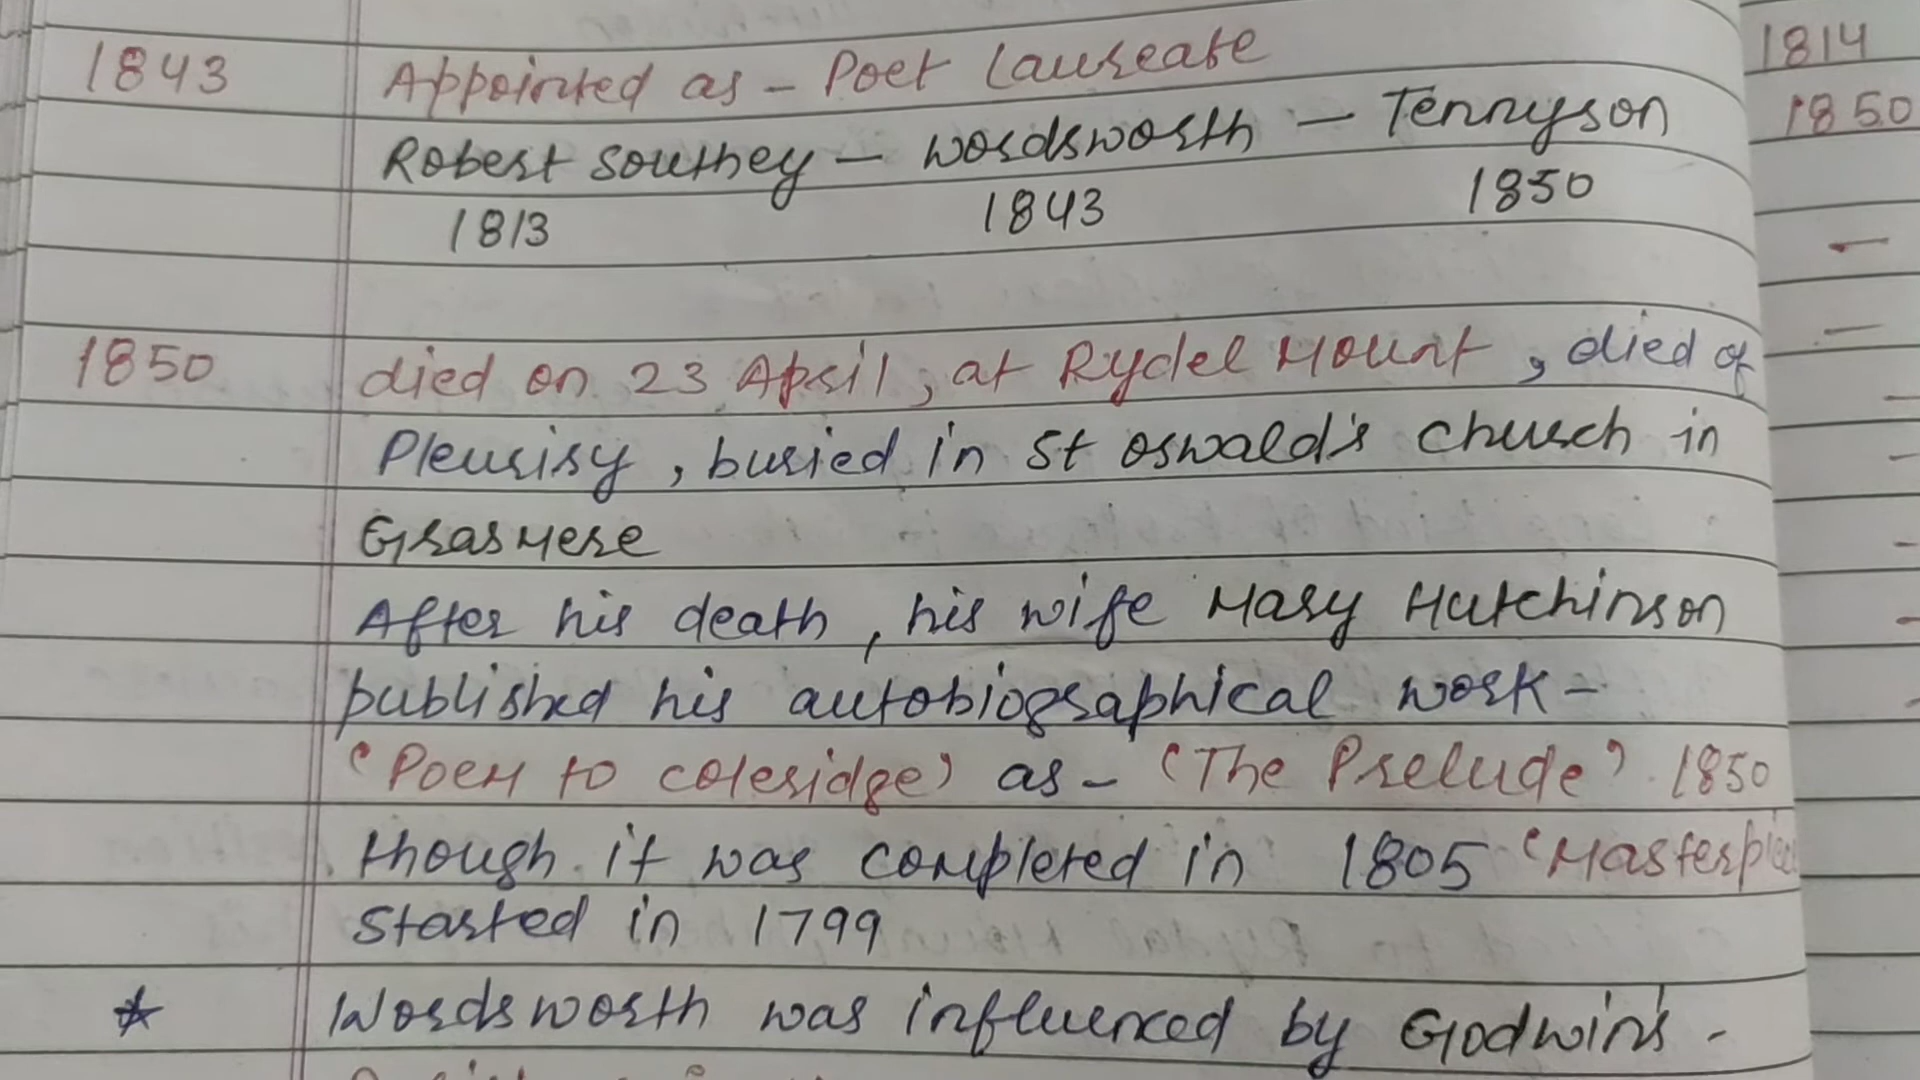 1843 Appointed as - Poet Laureate
Robert Southey - Wordsworth - Tennyson
1813 1843 1850
1850 died on 23 April, at Rydel Mount, died of
Pleurisy, buried in St Oswald's church in
Grasmere
After his death, his wife Mary Hutchinson
published his autobiographical work -
'Poem to Coleridge' as - 'The Prelude' 1850
though it was completed in 1805 'Masterpiece
started in 1799
* Wordsworth was influenced by Godwin's -
1814
1850